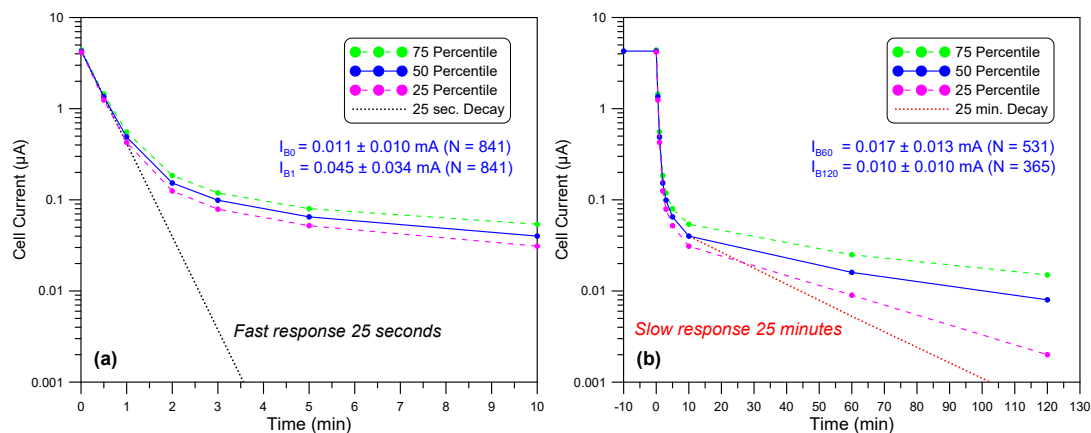 10
1
0.1
0.01
0.001
Cell Current (µA)
75 Percentile
50 Percentile
25 Percentile
25 sec. Decay
I_B0 = 0.011 ± 0.010 mA (N = 841)
I_B1 = 0.045 ± 0.034 mA (N = 841)
Fast response 25 seconds
(a)
0 1 2 3 4 5 6 7 8 9 10
Time (min)
10
1
0.1
0.01
0.001
Cell Current (µA)
75 Percentile
50 Percentile
25 Percentile
25 min. Decay
I_B60 = 0.017 ± 0.013 mA (N = 531)
I_B120 = 0.010 ± 0.010 mA (N = 365)
Slow response 25 minutes
(b)
-10 0 10 20 30 40 50 60 70 80 90 100 110 120 130
Time (min)